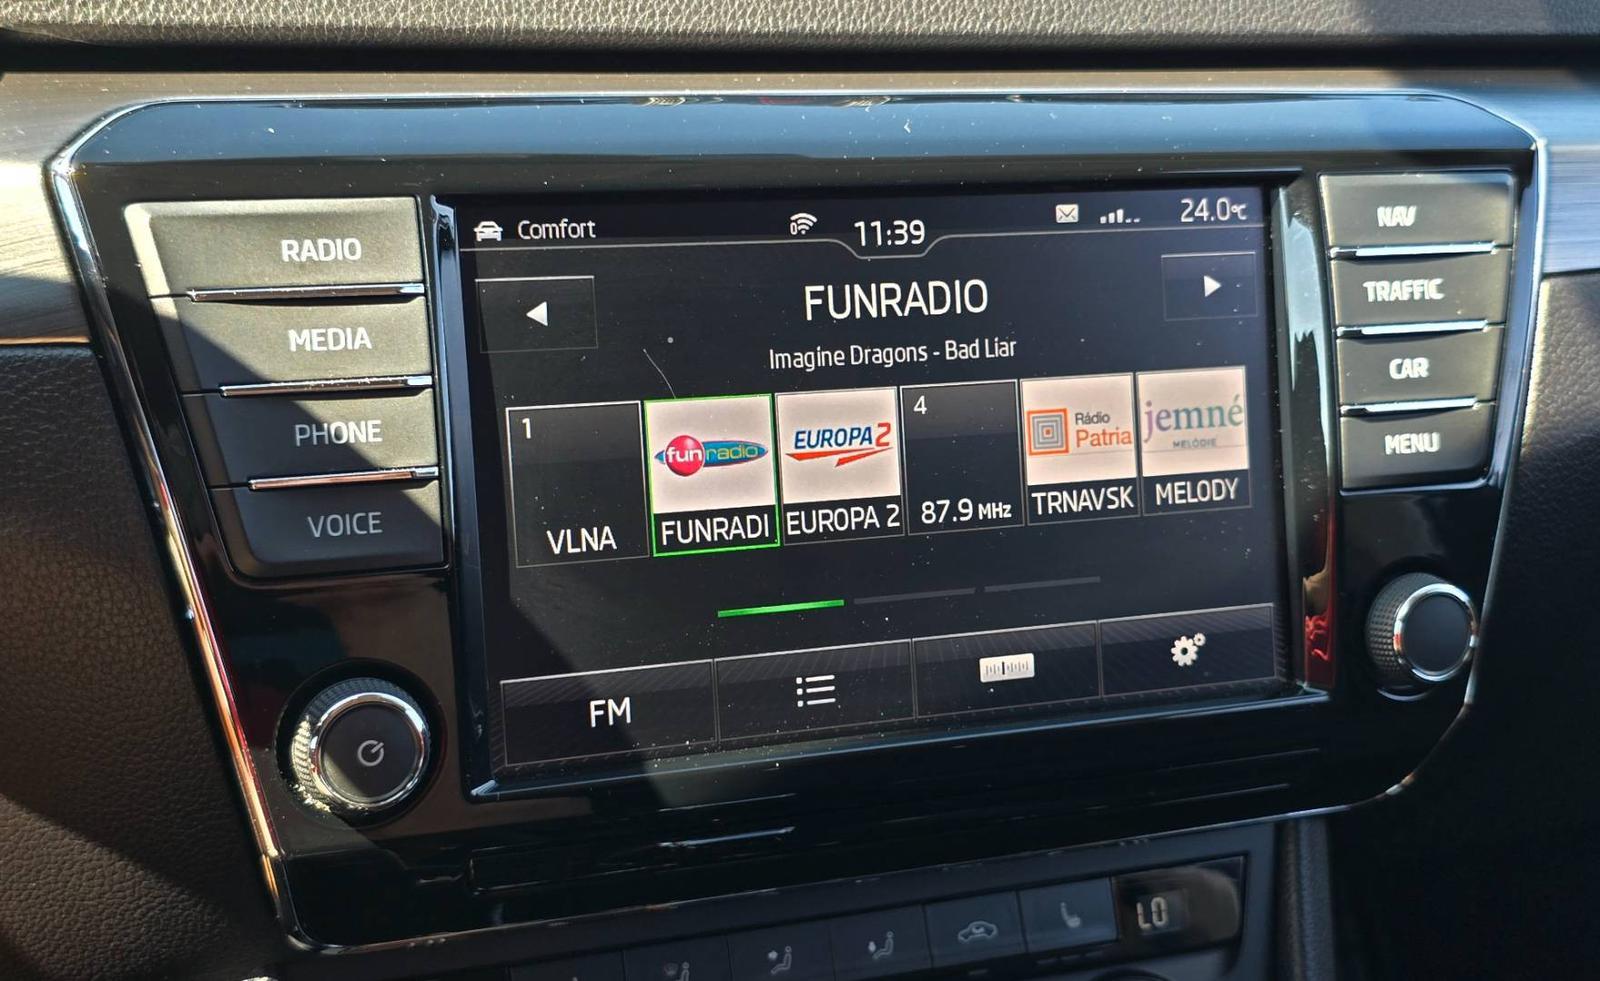 RADIO
MEDIA
PHONE
VOICE
Comfort
11:39
24.0°C
FUNRADIO
Imagine Dragons - Bad Liar
1
VLNA
funradio
FUNRADI
EUROPA 2
EUROPA 2
4
87.9 MHz
Rádio
Patria
TRNAVSK
jemné
MELÓDIE
MELODY
FM
NAV
TRAFFIC
CAR
MENU
LO